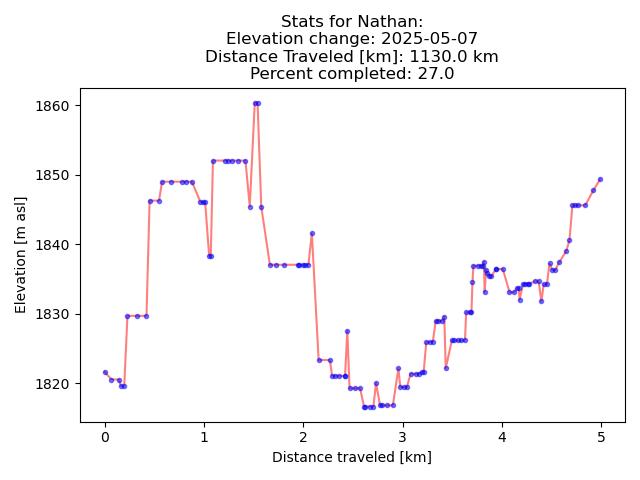 Stats for Nathan:
Elevation change: 2025-05-07
Distance Traveled [km]: 1130.0 km
Percent completed: 27.0
1860
1850
1840
1830
1820
Elevation [m asl]
0 1 2 3 4 5
Distance traveled [km]